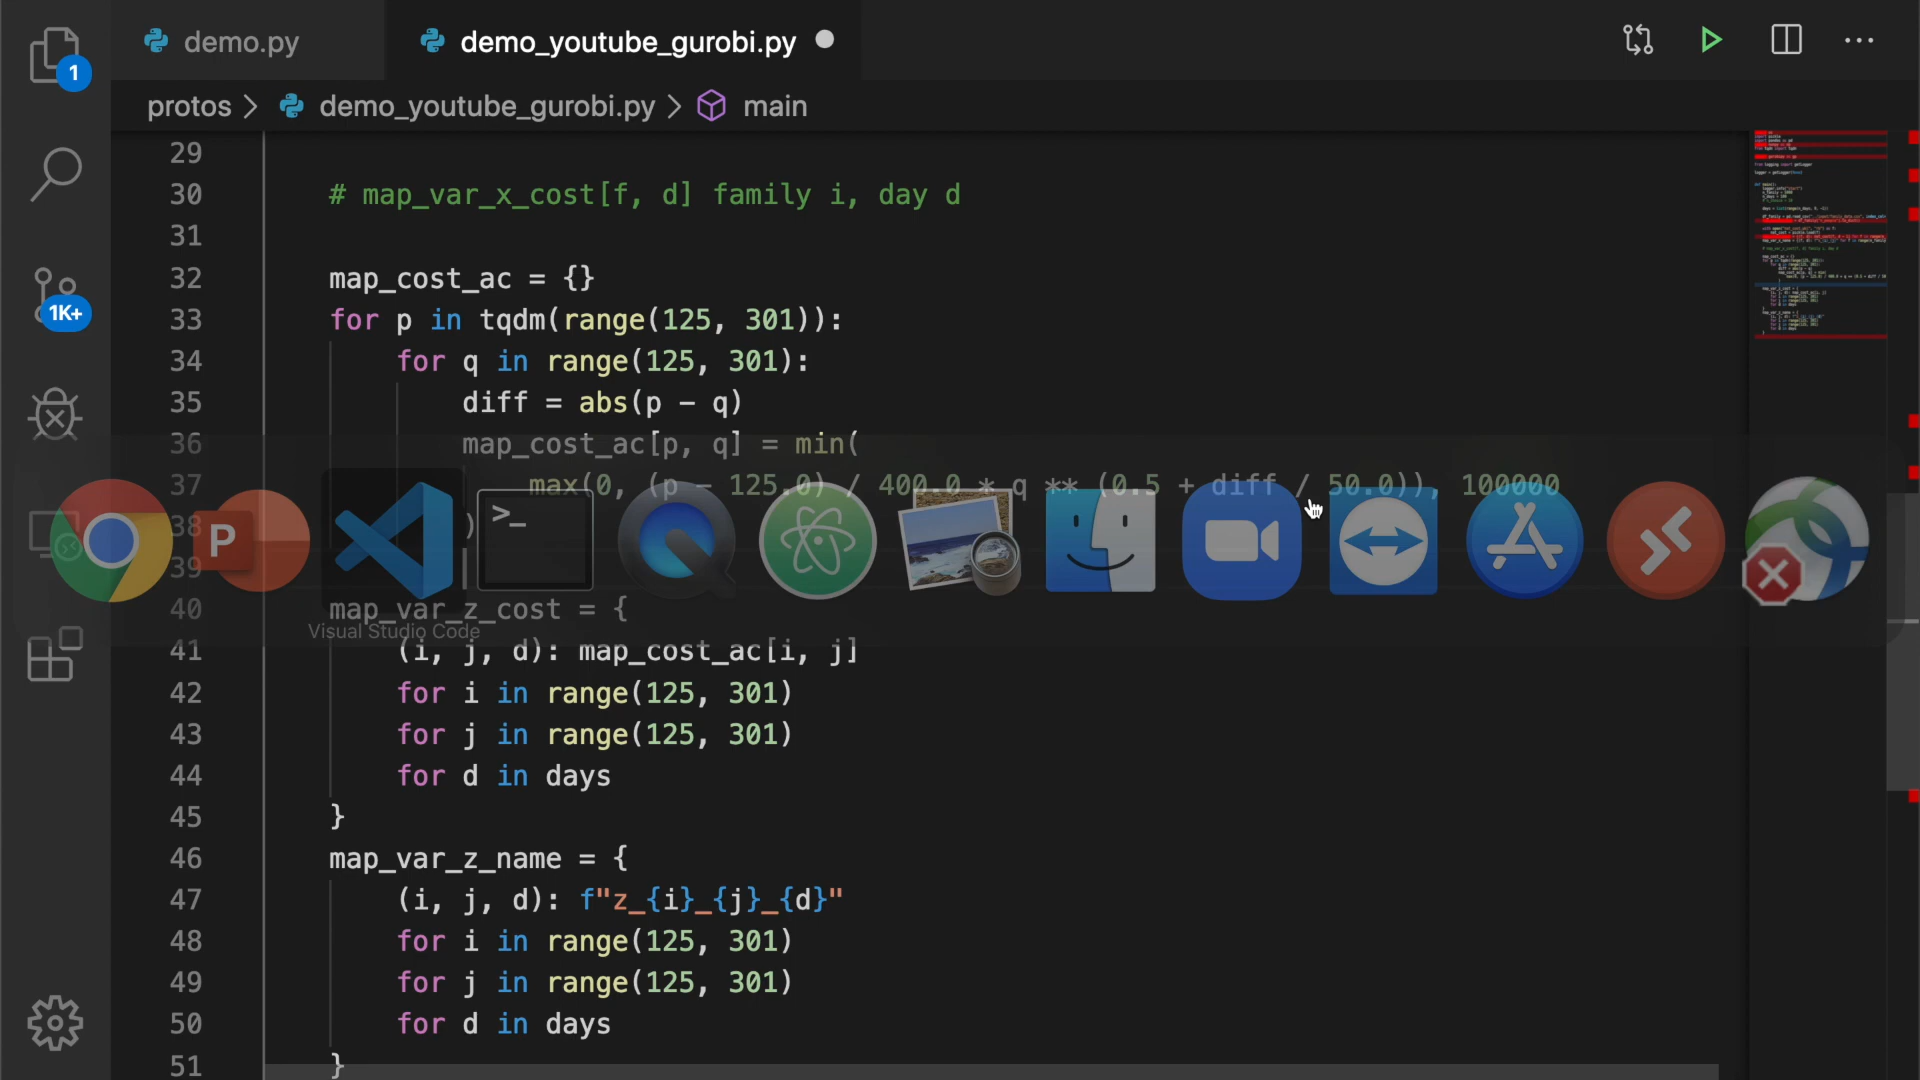 demo.py
demo_youtube_gurobi.py
1
protos > demo_youtube_gurobi.py > main
29
30 # map_var_x_cost[f, d] family i, day d
31
32 map_cost_ac = {}
33 for p in tqdm(range(125, 301)):
1K+
34 for q in range(125, 301):
35 diff = abs(p - q)
36 map_cost_ac[p, q] = min(
37 max(0, (p - 125.0) / 400.0 * q ** (0.5 + diff / 50.0)), 100000
38 )
39
P
>_
40 map_var_z_cost = {
Visual Studio Code
41 (i, j, d): map_cost_ac[i, j]
42 for i in range(125, 301)
43 for j in range(125, 301)
44 for d in days
45 }
46 map_var_z_name = {
47 (i, j, d): f"z_{i}_{j}_{d}"
48 for i in range(125, 301)
49 for j in range(125, 301)
50 for d in days
51 }